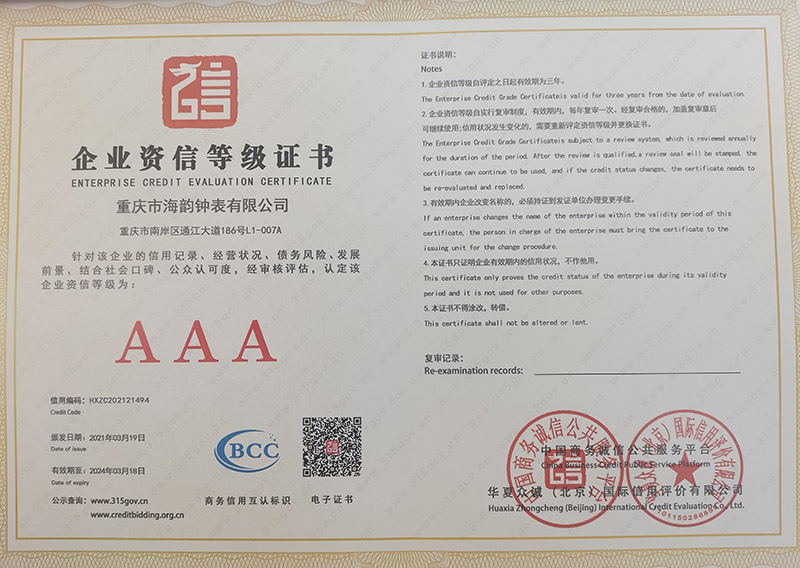 信
企业资信等级证书
ENTERPRISE CREDIT EVALUATION CERTIFICATE
重庆市海韵钟表有限公司
重庆市南岸区通江大道186号L1-007A
针对该企业的信用记录、经营状况、债务风险、发展
前景、结合社会口碑、公众认可度，经审核评估，认定该
企业资信等级为：
AAA
信用编码：HXZC202121494
Credit Code
颁发日期：2021年03月19日
Date of issue
有效期至：2024年03月18日
Date of expiry
公示查询：www.315gov.cn
www.creditbidding.org.cn
BCC
商务信用互认标识
电子证书
证书说明：
Notes
1. 企业资信等级自评定之日起有效期为三年。
The Enterprise Credit Grade Certificateis valid for three years from the date of evaluation.
2. 企业资信等级自实行复审制度，有效期内，每年复审一次。经复审合格的，加盖复审章后
可继续使用；信用状况发生变化的，需要重新评定资信等级并更换证书。
The Enterprise Credit Grade Certificateis subject to a review system, which is reviewed annually
for the duration of the period. After the review is qualified, a review seal will be stamped, the
certificate can continue to be used, and if the credit status changes, the certificate needs to
be re-evaluated and replaced.
3. 有效期内企业改变名称的，必须持证到发证单位办理变更手续。
If an enterprise changes the name of the enterprise within the validity period of this
certificate, the person in charge of the enterprise must bring the certificate to the
issuing unit for the change procedure.
4. 本证书只证明企业有效期内的信用状况，不作他用。
This certificate only proves the credit status of the enterprise during its validity
period and it is not used for other purposes.
5. 本证书不得涂改，转借。
This certificate shall not be altered or lent.
复审记录：
Re-examination records:
中国商务诚信公共服务平台
China Business Credit Public Service Platform
华夏众诚（北京）国际信用评价有限公司
Huaxia Zhongcheng (Beijing) International Credit Evaluation Co., Ltd.